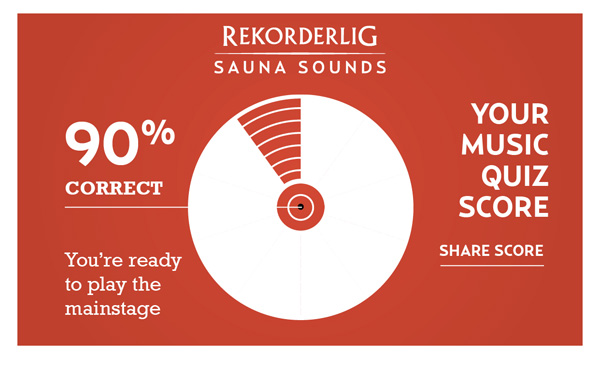 REKORDERLIG
SAUNA SOUNDS
90%
CORRECT
You're ready
to play the
mainstage
YOUR
MUSIC
QUIZ
SCORE
SHARE SCORE